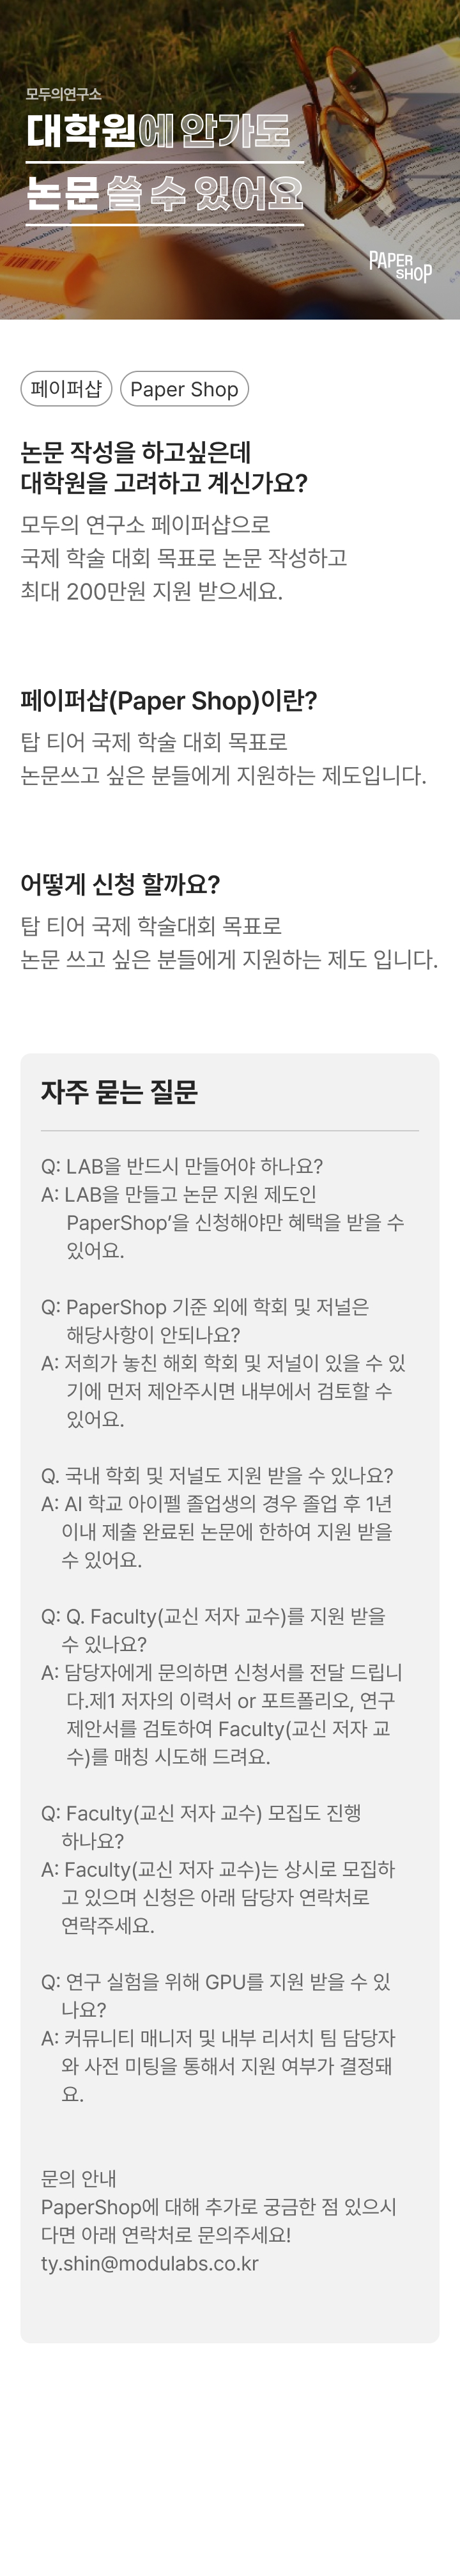 모두의연구소
대학원에 안가도
논문 쓸 수 있어요
PAPER
SHOP
페이퍼샵 Paper Shop
논문 작성을 하고싶은데
대학원을 고려하고 계신가요?
모두의 연구소 페이퍼샵으로
국제 학술 대회 목표로 논문 작성하고
최대 200만원 지원 받으세요.
페이퍼샵(Paper Shop)이란?
탑 티어 국제 학술 대회 목표로
논문쓰고 싶은 분들에게 지원하는 제도입니다.
어떻게 신청 할까요?
탑 티어 국제 학술대회 목표로
논문 쓰고 싶은 분들에게 지원하는 제도 입니다.
자주 묻는 질문
Q: LAB을 반드시 만들어야 하나요?
A: LAB을 만들고 논문 지원 제도인
PaperShop’을 신청해야만 혜택을 받을 수
있어요.
Q: PaperShop 기준 외에 학회 및 저널은
해당사항이 안되나요?
A: 저희가 놓친 해회 학회 및 저널이 있을 수 있
기에 먼저 제안주시면 내부에서 검토할 수
있어요.
Q. 국내 학회 및 저널도 지원 받을 수 있나요?
A: AI 학교 아이펠 졸업생의 경우 졸업 후 1년
이내 제출 완료된 논문에 한하여 지원 받을
수 있어요.
Q: Q. Faculty(교신 저자 교수)를 지원 받을
수 있나요?
A: 담당자에게 문의하면 신청서를 전달 드립니
다.제1 저자의 이력서 or 포트폴리오, 연구
제안서를 검토하여 Faculty(교신 저자 교
수)를 매칭 시도해 드려요.
Q: Faculty(교신 저자 교수) 모집도 진행
하나요?
A: Faculty(교신 저자 교수)는 상시로 모집하
고 있으며 신청은 아래 담당자 연락처로
연락주세요.
Q: 연구 실험을 위해 GPU를 지원 받을 수 있
나요?
A: 커뮤니티 매니저 및 내부 리서치 팀 담당자
와 사전 미팅을 통해서 지원 여부가 결정돼
요.
문의 안내
PaperShop에 대해 추가로 궁금한 점 있으시
다면 아래 연락처로 문의주세요!
ty.shin@modulabs.co.kr